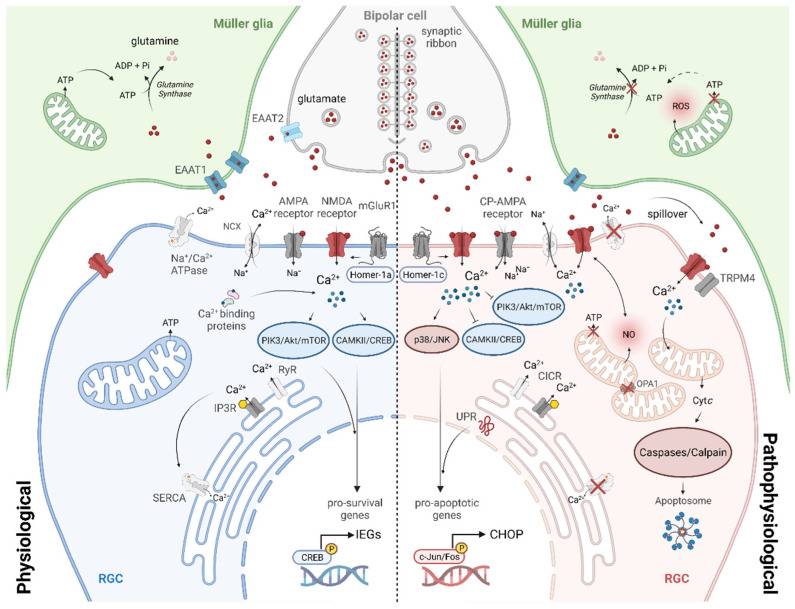 Müller glia
Bipolar cell
Müller glia
glutamine
ADP + Pi
ATP
ATP
Glutamine
Synthase
synaptic
ribbon
glutamate
EAAT2
EAAT1
ADP + Pi
Glutamine
Synthase
ATP
ATP
ROS
Ca²⁺
Na⁺/Ca²⁺
ATPase
NCX
Ca²⁺
Na⁺
AMPA
receptor
Na⁻
NMDA
receptor
mGluR1
Ca²⁺
Homer-1a
Homer-1c
CP-AMPA
receptor
Ca²⁺
Na⁻
Na⁻
Na⁺
Ca²⁺
Ca²⁺
spillover
TRPM4
Ca²⁺
Ca²⁺ binding
proteins
PIK3/Akt/mTOR
CAMKII/CREB
PIK3/Akt/mTOR
p38/JNK
CAMKII/CREB
ATP
ATP
NO
OPA1
Cytc
RyR
Ca²⁺
IP3R
Ca²⁺
SERCA
Ca²⁺
CICR
Ca²⁺
Ca²⁺
UPR
Ca²⁺
Caspases/Calpain
Apoptosome
pro-survival
genes
IEGs
CREB
P
pro-apoptotic
genes
CHOP
c-Jun/Fos
P
Physiological
RGC
RGC
Pathophysiological